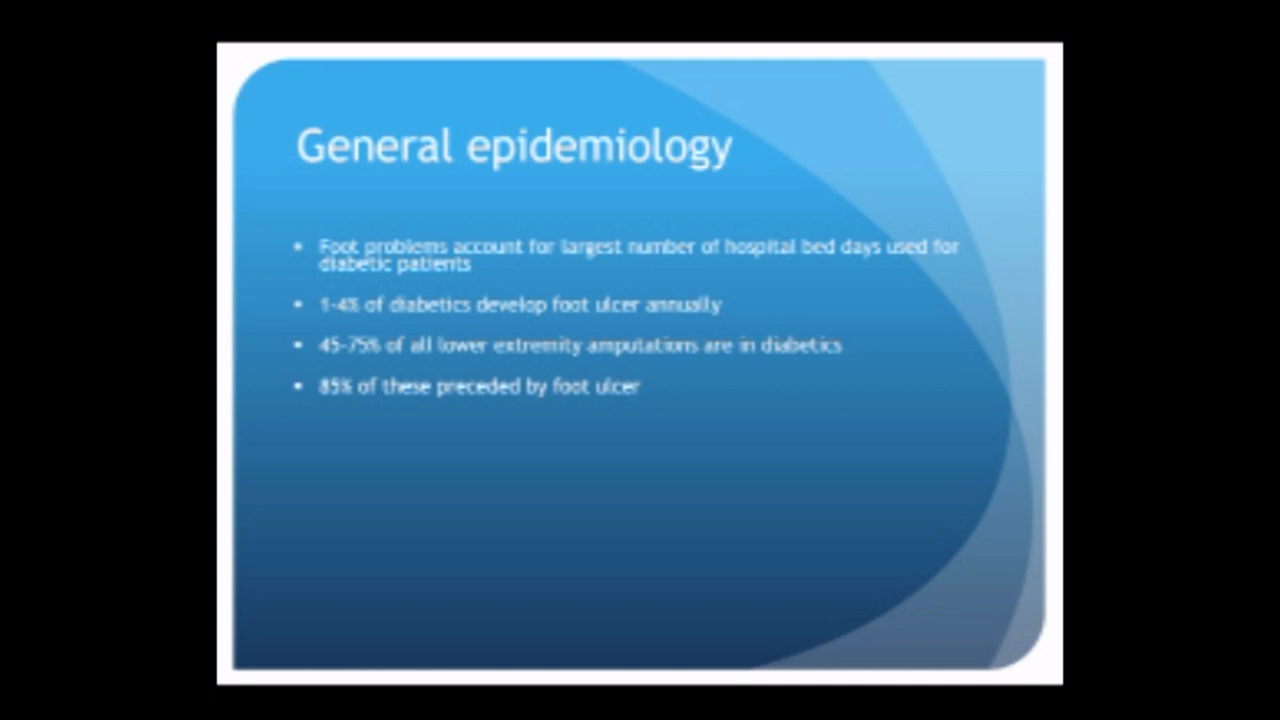 General epidemiology
• Foot problems account for largest number of hospital bed days used for
diabetic patients
• 1-4% of diabetics develop foot ulcer annually
• 45-75% of all lower extremity amputations are in diabetics
• 85% of these preceded by foot ulcer